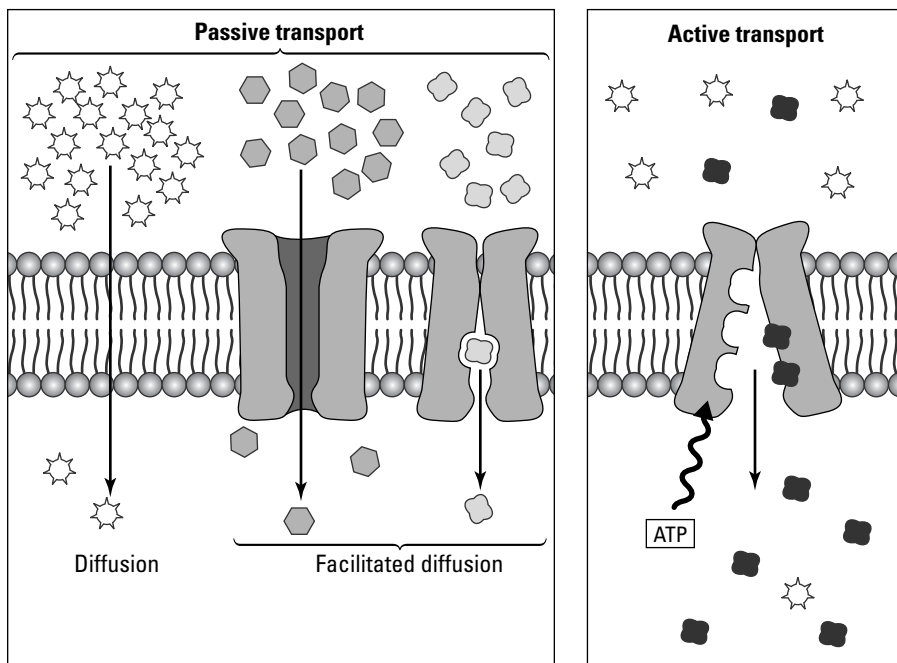 Passive transport
Active transport
ATP
Diffusion
Facilitated diffusion